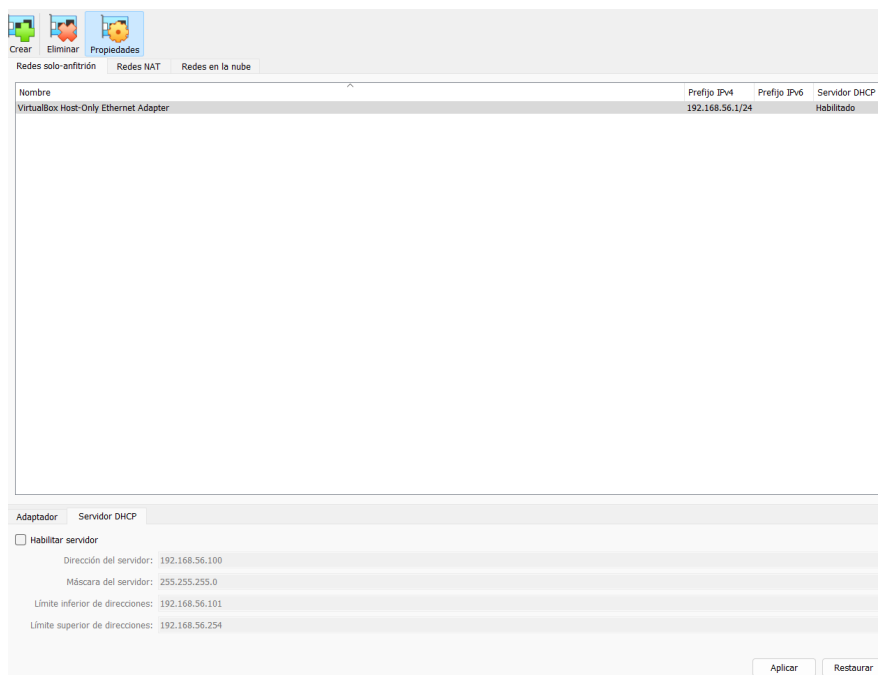 Crear Eliminar Propiedades
Redes solo-anfitrión Redes NAT Redes en la nube
Nombre Prefijo IPv4 Prefijo IPv6 Servidor DHCP
VirtualBox Host-Only Ethernet Adapter 192.168.56.1/24 Habilitado
Adaptador Servidor DHCP
Habilitar servidor
Dirección del servidor: 192.168.56.100
Máscara del servidor: 255.255.255.0
Límite inferior de direcciones: 192.168.56.101
Límite superior de direcciones: 192.168.56.254
Aplicar Restaurar